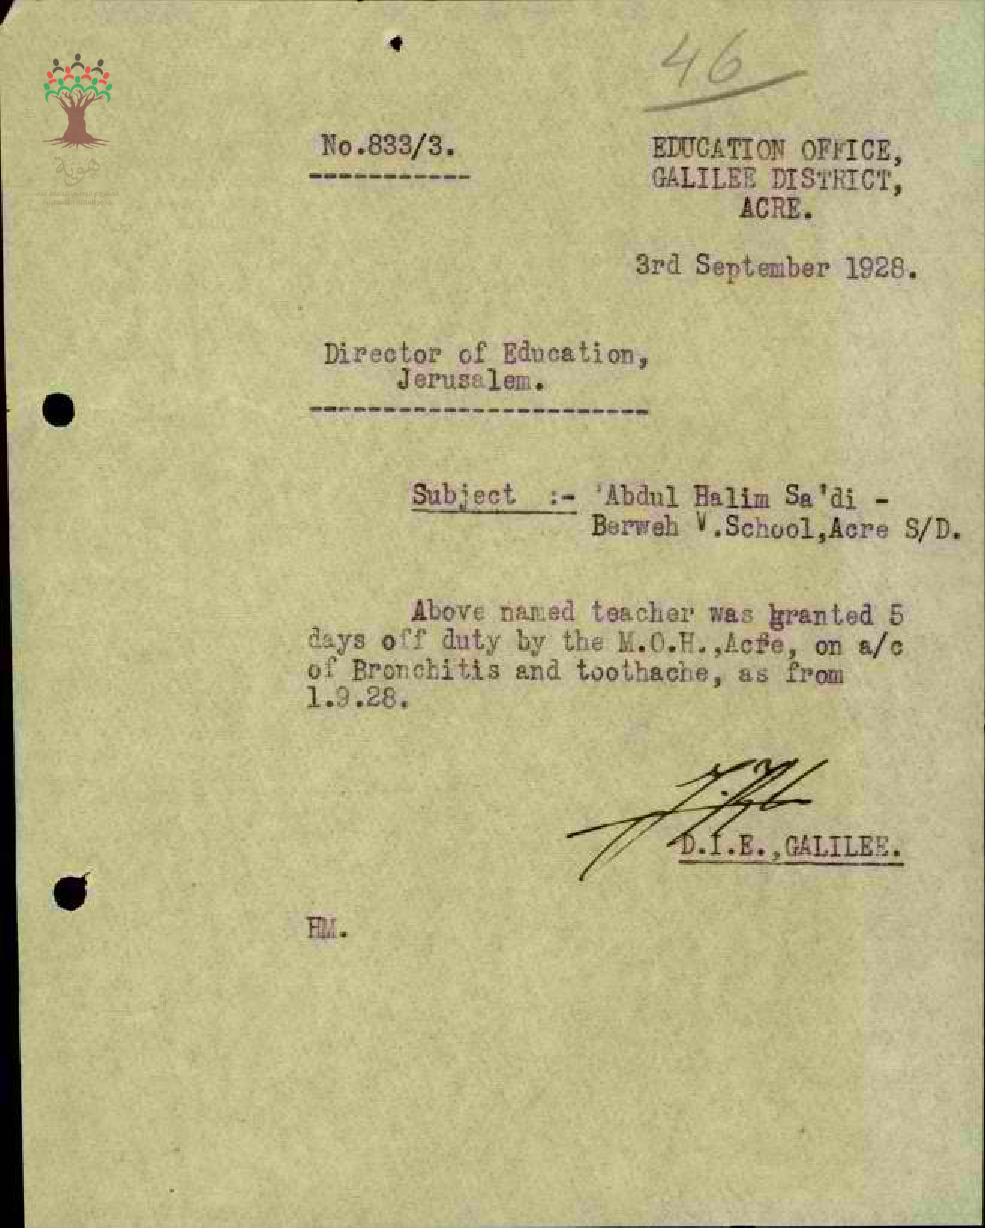 46
No.833/3.
EDUCATION OFFICE,
GALILEE DISTRICT,
ACRE.
3rd September 1928.
Director of Education,
Jerusalem.
Subject :- 'Abdul Halim Sa'di -
Berweh V.School,Acre S/D.
Above named teacher was granted 5
days off duty by the M.O.H.,Acre, on a/c
of Bronchitis and toothache, as from
1.9.28.
D.I.E.,GALILEE.
HM.
هوية